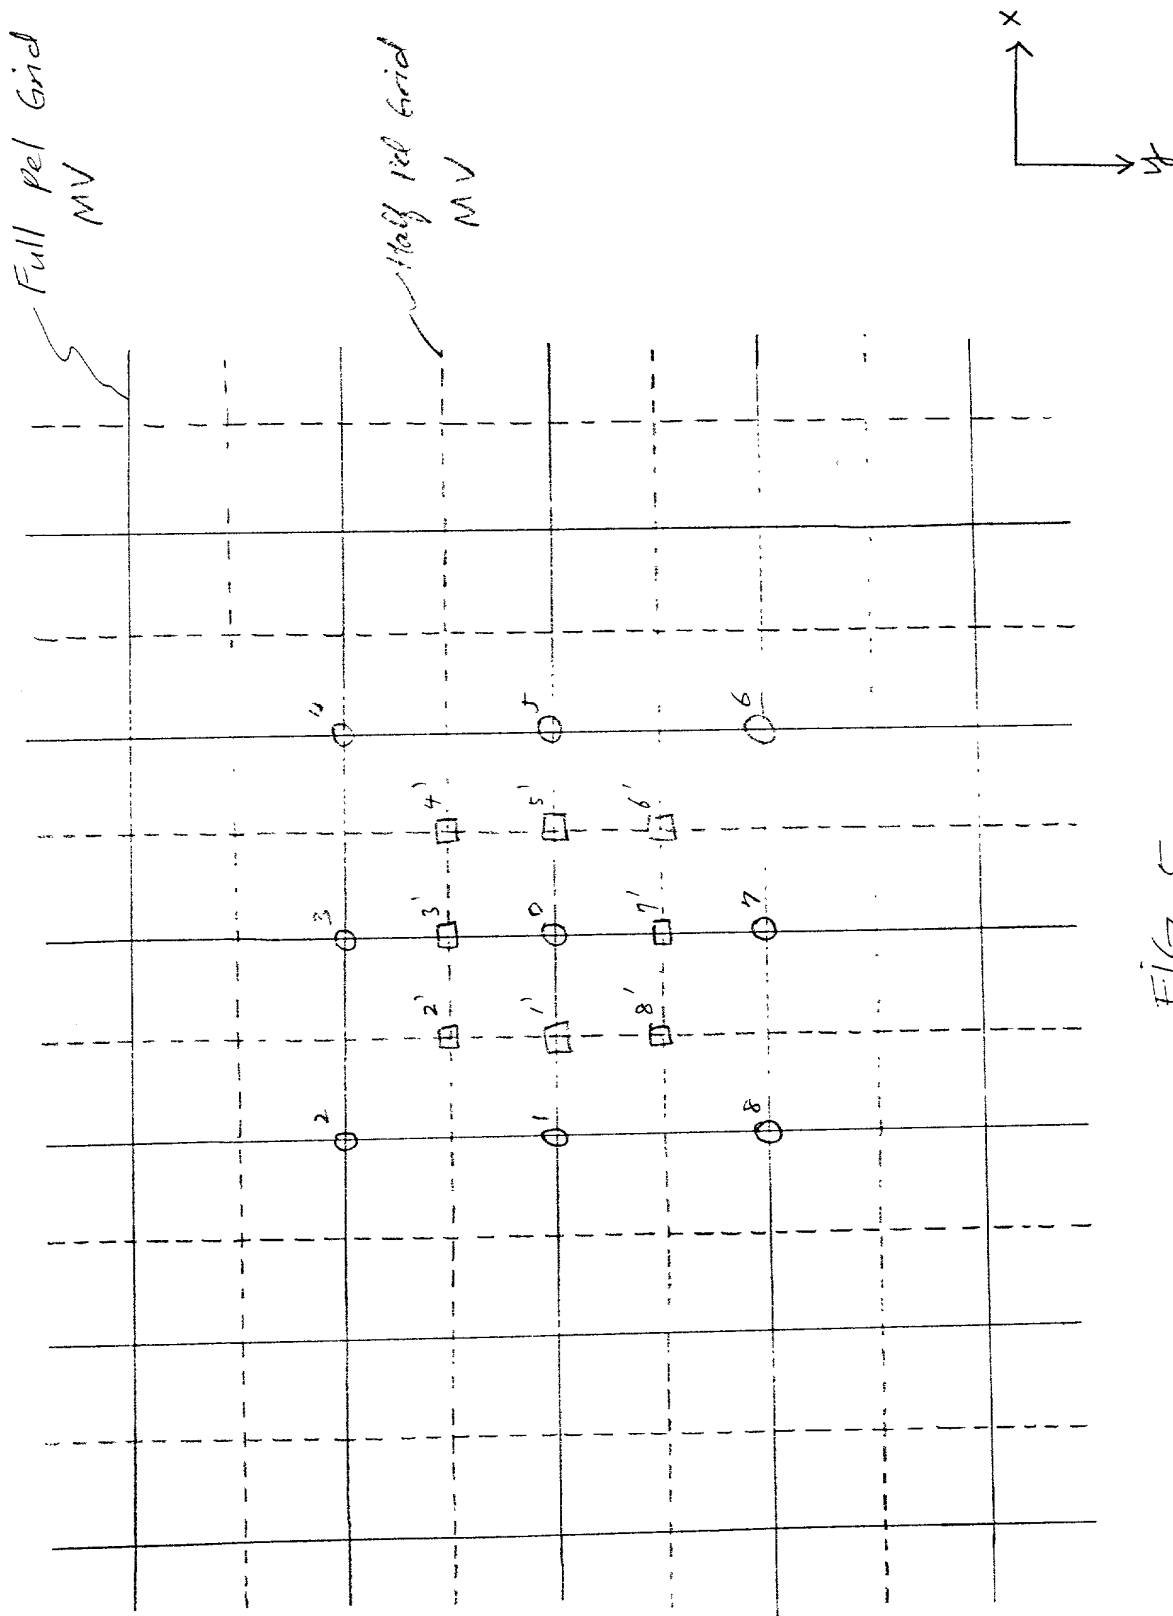 Full Pel Grid
MV
Half Pel Grid
MV
2 3 4
2' 3' 4'
1 1' 0 5' 5
8' 7' 6'
8 7 6
x
y
FIG 5